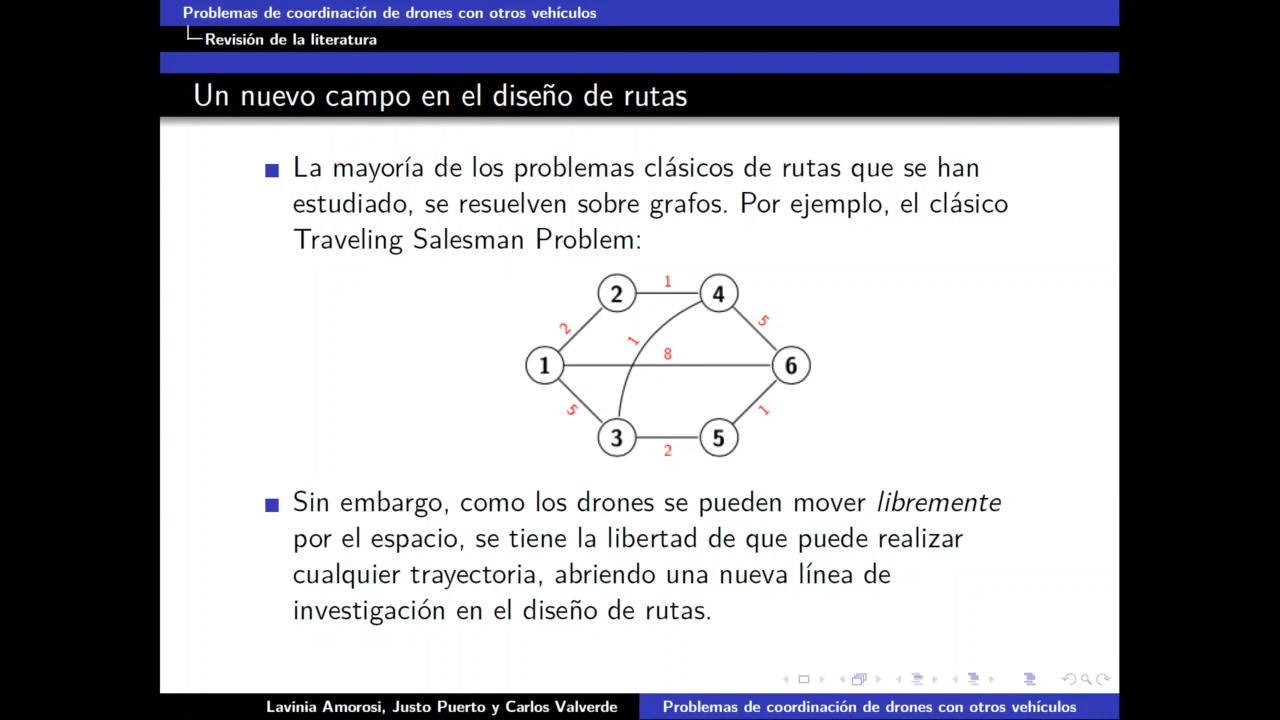 Problemas de coordinación de drones con otros vehículos
Revisión de la literatura
Un nuevo campo en el diseño de rutas
La mayoría de los problemas clásicos de rutas que se han
estudiado, se resuelven sobre grafos. Por ejemplo, el clásico
Traveling Salesman Problem:
2 1 4
2 5
1
1 8 6
5 1
3 2 5
Sin embargo, como los drones se pueden mover libremente
por el espacio, se tiene la libertad de que puede realizar
cualquier trayectoria, abriendo una nueva línea de
investigación en el diseño de rutas.
Lavinia Amorosi, Justo Puerto y Carlos Valverde
Problemas de coordinación de drones con otros vehículos